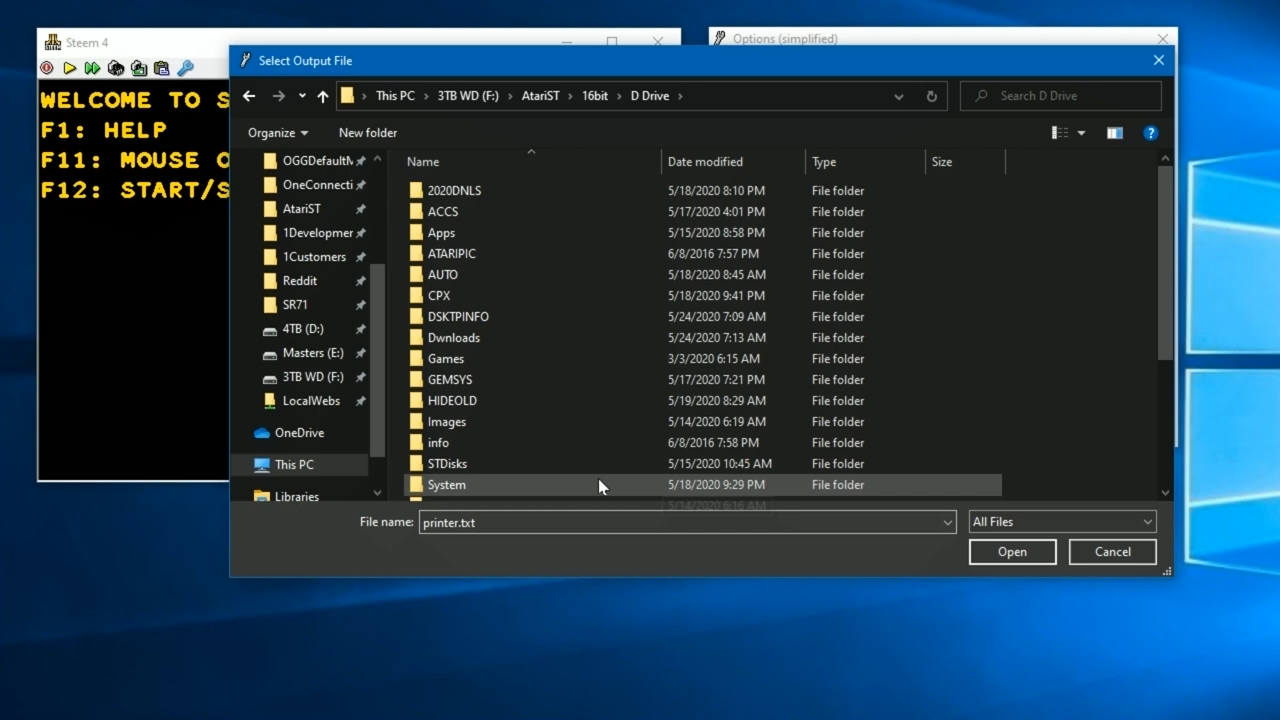 Steem 4
Options (simplified)
Select Output File
This PC > 3TB WD (F:) > AtariST > 16bit > D Drive >
Search D Drive
WELCOME TO S
F1: HELP
F11: MOUSE
F12: START/S
Organize
New folder
OGGDefault
OneConnecti
AtariST
1Developmer
1Customers
Reddit
SR71
4TB (D:)
Masters (E:)
3TB WD (F:)
LocalWebs
OneDrive
This PC
Libraries
Name Date modified Type Size
2020DNLS 5/18/2020 8:10 PM File folder
ACCS 5/17/2020 4:01 PM File folder
Apps 5/15/2020 8:58 PM File folder
ATARIPIC 6/8/2016 7:57 PM File folder
AUTO 5/18/2020 8:45 AM File folder
CPX 5/18/2020 9:41 PM File folder
DSKTPINFO 5/24/2020 7:09 AM File folder
Dwnloads 5/24/2020 7:13 AM File folder
Games 3/3/2020 6:15 AM File folder
GEMSYS 5/17/2020 7:21 PM File folder
HIDEOLD 5/19/2020 8:29 AM File folder
Images 5/14/2020 6:19 AM File folder
info 6/8/2016 7:58 PM File folder
STDisks 5/15/2020 10:45 AM File folder
System 5/18/2020 9:29 PM File folder
5/14/2020 6:16 AM
File name: printer.txt
All Files
Open
Cancel